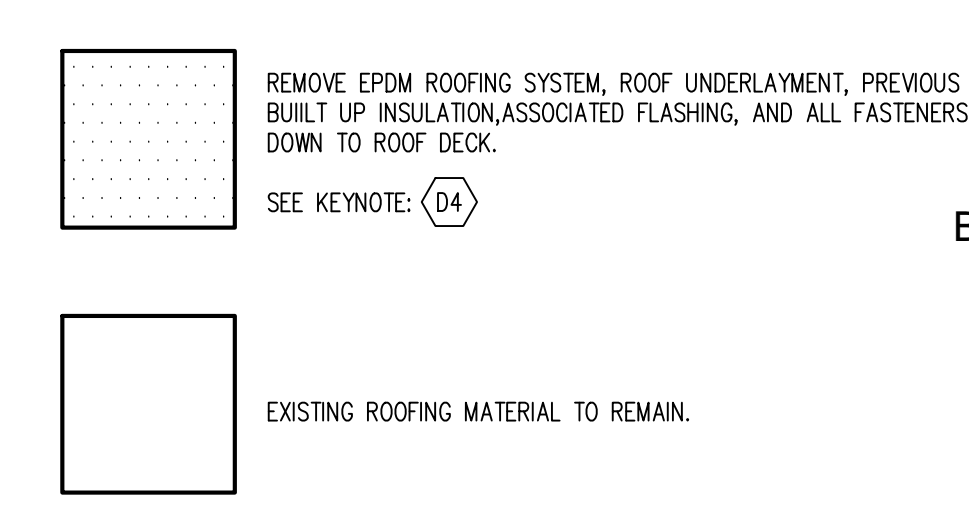 REMOVE EPDM ROOFING SYSTEM, ROOF UNDERLAYMENT, PREVIOUS
BUIILT UP INSULATION,ASSOCIATED FLASHING, AND ALL FASTENERS
DOWN TO ROOF DECK.
SEE KEYNOTE: D4
EXISTING ROOFING MATERIAL TO REMAIN.